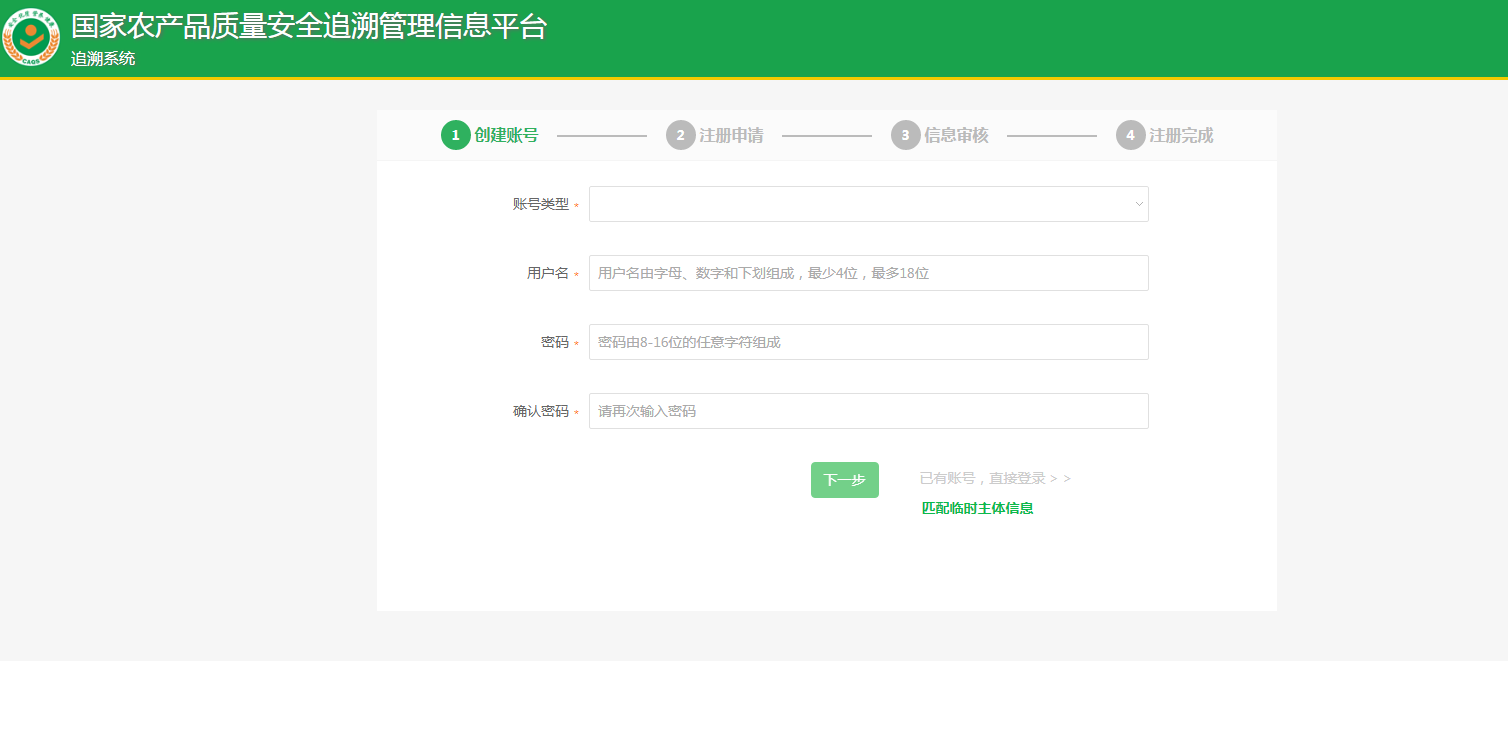 国家农产品质量安全追溯管理信息平台
追溯系统
CAQS
1 创建账号 2 注册申请 3 信息审核 4 注册完成
账号类型 *
用户名 * 用户名由字母、数字和下划组成，最少4位，最多18位
密码 * 密码由8-16位的任意字符组成
确认密码 * 请再次输入密码
下一步 已有账号，直接登录 > >
匹配临时主体信息